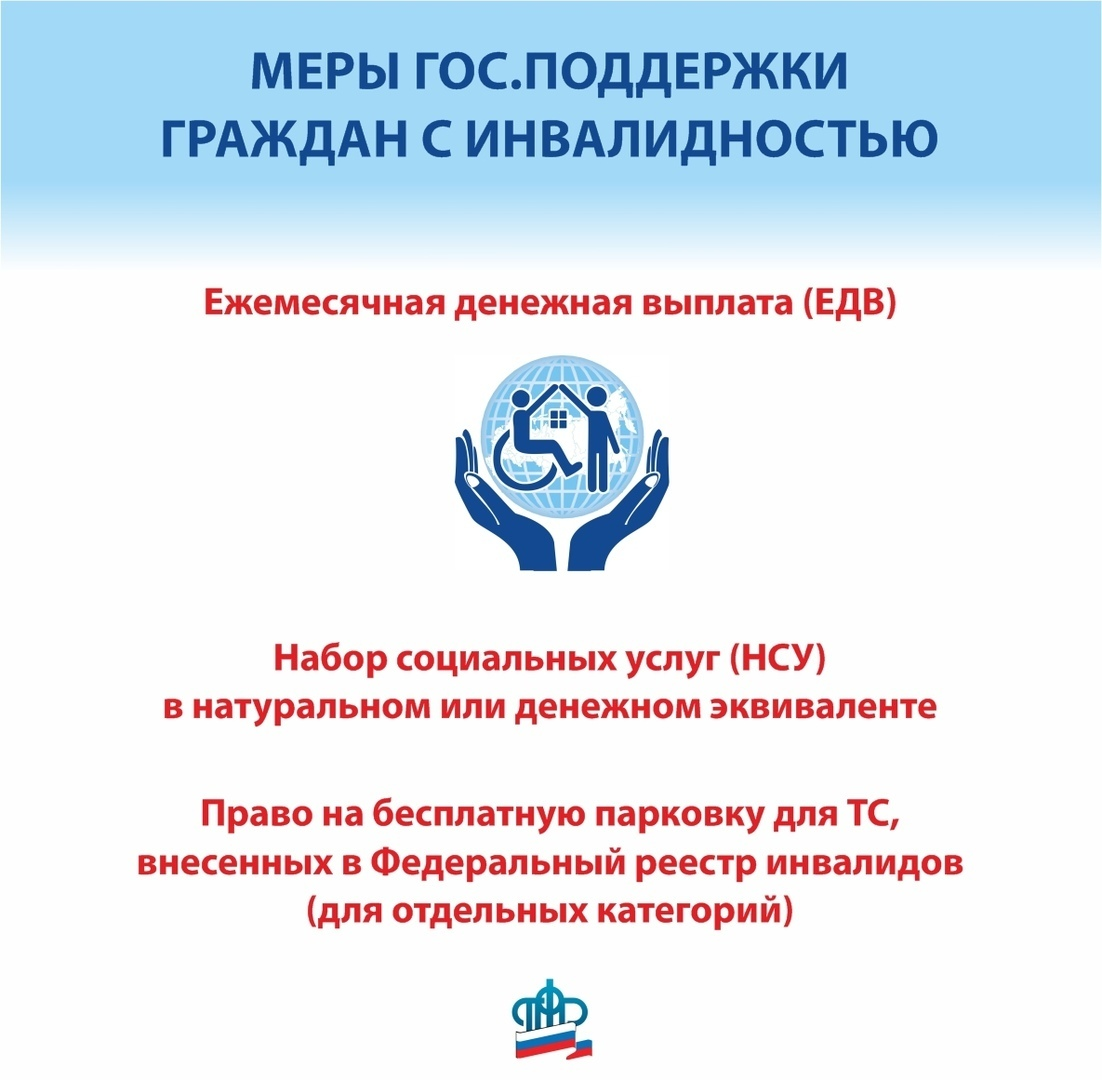 МЕРЫ ГОС.ПОДДЕРЖКИ
ГРАЖДАН С ИНВАЛИДНОСТЬЮ
Ежемесячная денежная выплата (ЕДВ)
Набор социальных услуг (НСУ)
в натуральном или денежном эквиваленте
Право на бесплатную парковку для ТС,
внесенных в Федеральный реестр инвалидов
(для отдельных категорий)